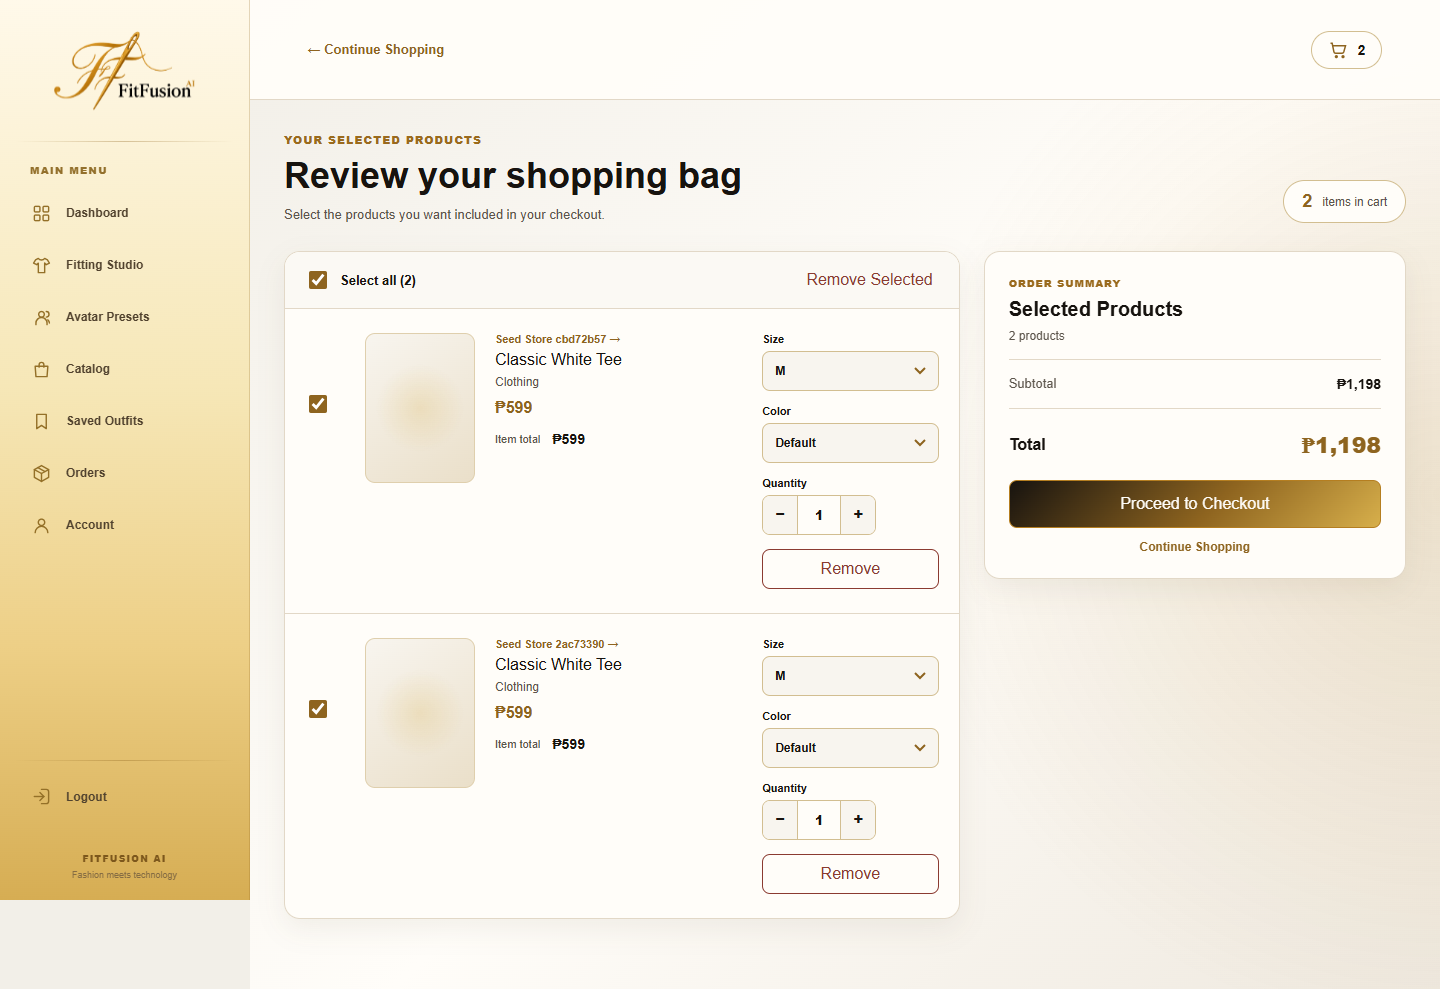 FitFusion AI
MAIN MENU
Dashboard
Fitting Studio
Avatar Presets
Catalog
Saved Outfits
Orders
Account
Logout
FITFUSION AI
Fashion meets technology
← Continue Shopping
2
YOUR SELECTED PRODUCTS
Review your shopping bag
Select the products you want included in your checkout.
2 items in cart
Select all (2)
Remove Selected
Seed Store cbd72b57 →
Classic White Tee
Clothing
₱599
Item total ₱599
Size
M
Color
Default
Quantity
− 1 +
Remove
Seed Store 2ac73390 →
Classic White Tee
Clothing
₱599
Item total ₱599
Size
M
Color
Default
Quantity
− 1 +
Remove
ORDER SUMMARY
Selected Products
2 products
Subtotal ₱1,198
Total ₱1,198
Proceed to Checkout
Continue Shopping